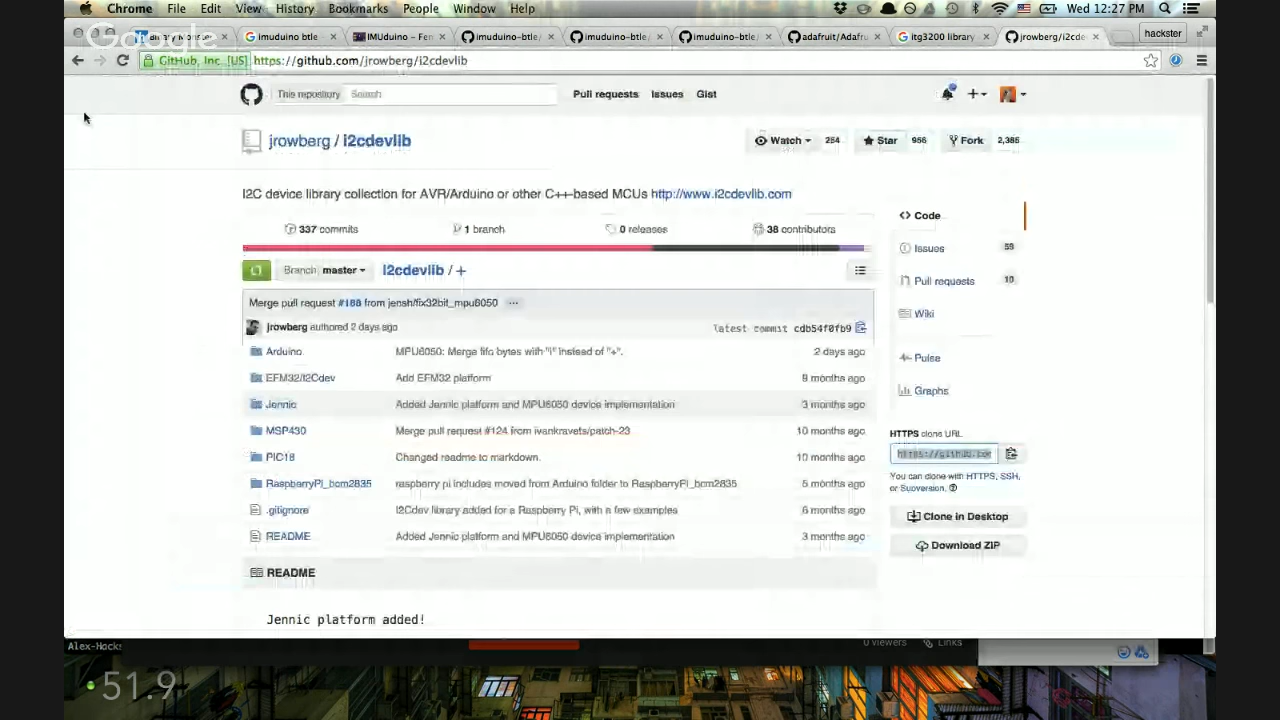 Chrome File Edit View History Bookmarks People Window Help Wed 12:27 PM
Google
imuduino btle IMUduino - Fen imuduino-btle/ imuduino-btle/ imuduino-btle/ adafruit/Adafru itg3200 library jrowberg/i2cde hackster
GitHub, Inc. [US] https://github.com/jrowberg/i2cdevlib
This repository Search Pull requests Issues Gist
jrowberg / i2cdevlib Watch 254 Star 956 Fork 2,385
I2C device library collection for AVR/Arduino or other C++-based MCUs http://www.i2cdevlib.com
337 commits 1 branch 0 releases 38 contributors
Code
Issues 59
Pull requests 10
Wiki
Pulse
Graphs
HTTPS clone URL
https://github.com
You can clone with HTTPS, SSH,
or Subversion.
Clone in Desktop
Download ZIP
Branch: master i2cdevlib / +
Merge pull request #188 from jensh/fix32bit_mpu6050 ...
jrowberg authored 2 days ago latest commit cdb54f0fb9
Arduino MPU6050: Merge fifo bytes with "|" instead of "+". 2 days ago
EFM32/I2Cdev Add EFM32 platform 8 months ago
Jennic Added Jennic platform and MPU6050 device implementation 3 months ago
MSP430 Merge pull request #124 from ivankravets/patch-23 10 months ago
PIC18 Changed readme to markdown. 10 months ago
RaspberryPi_bcm2835 raspberry pi includes moved from Arduino folder to RaspberryPi_bcm2835 5 months ago
.gitignore I2Cdev library added for a Raspberry Pi, with a few examples 6 months ago
README Added Jennic platform and MPU6050 device implementation 3 months ago
README
Jennic platform added!
Alex-Hack 0 viewers Links
51.9